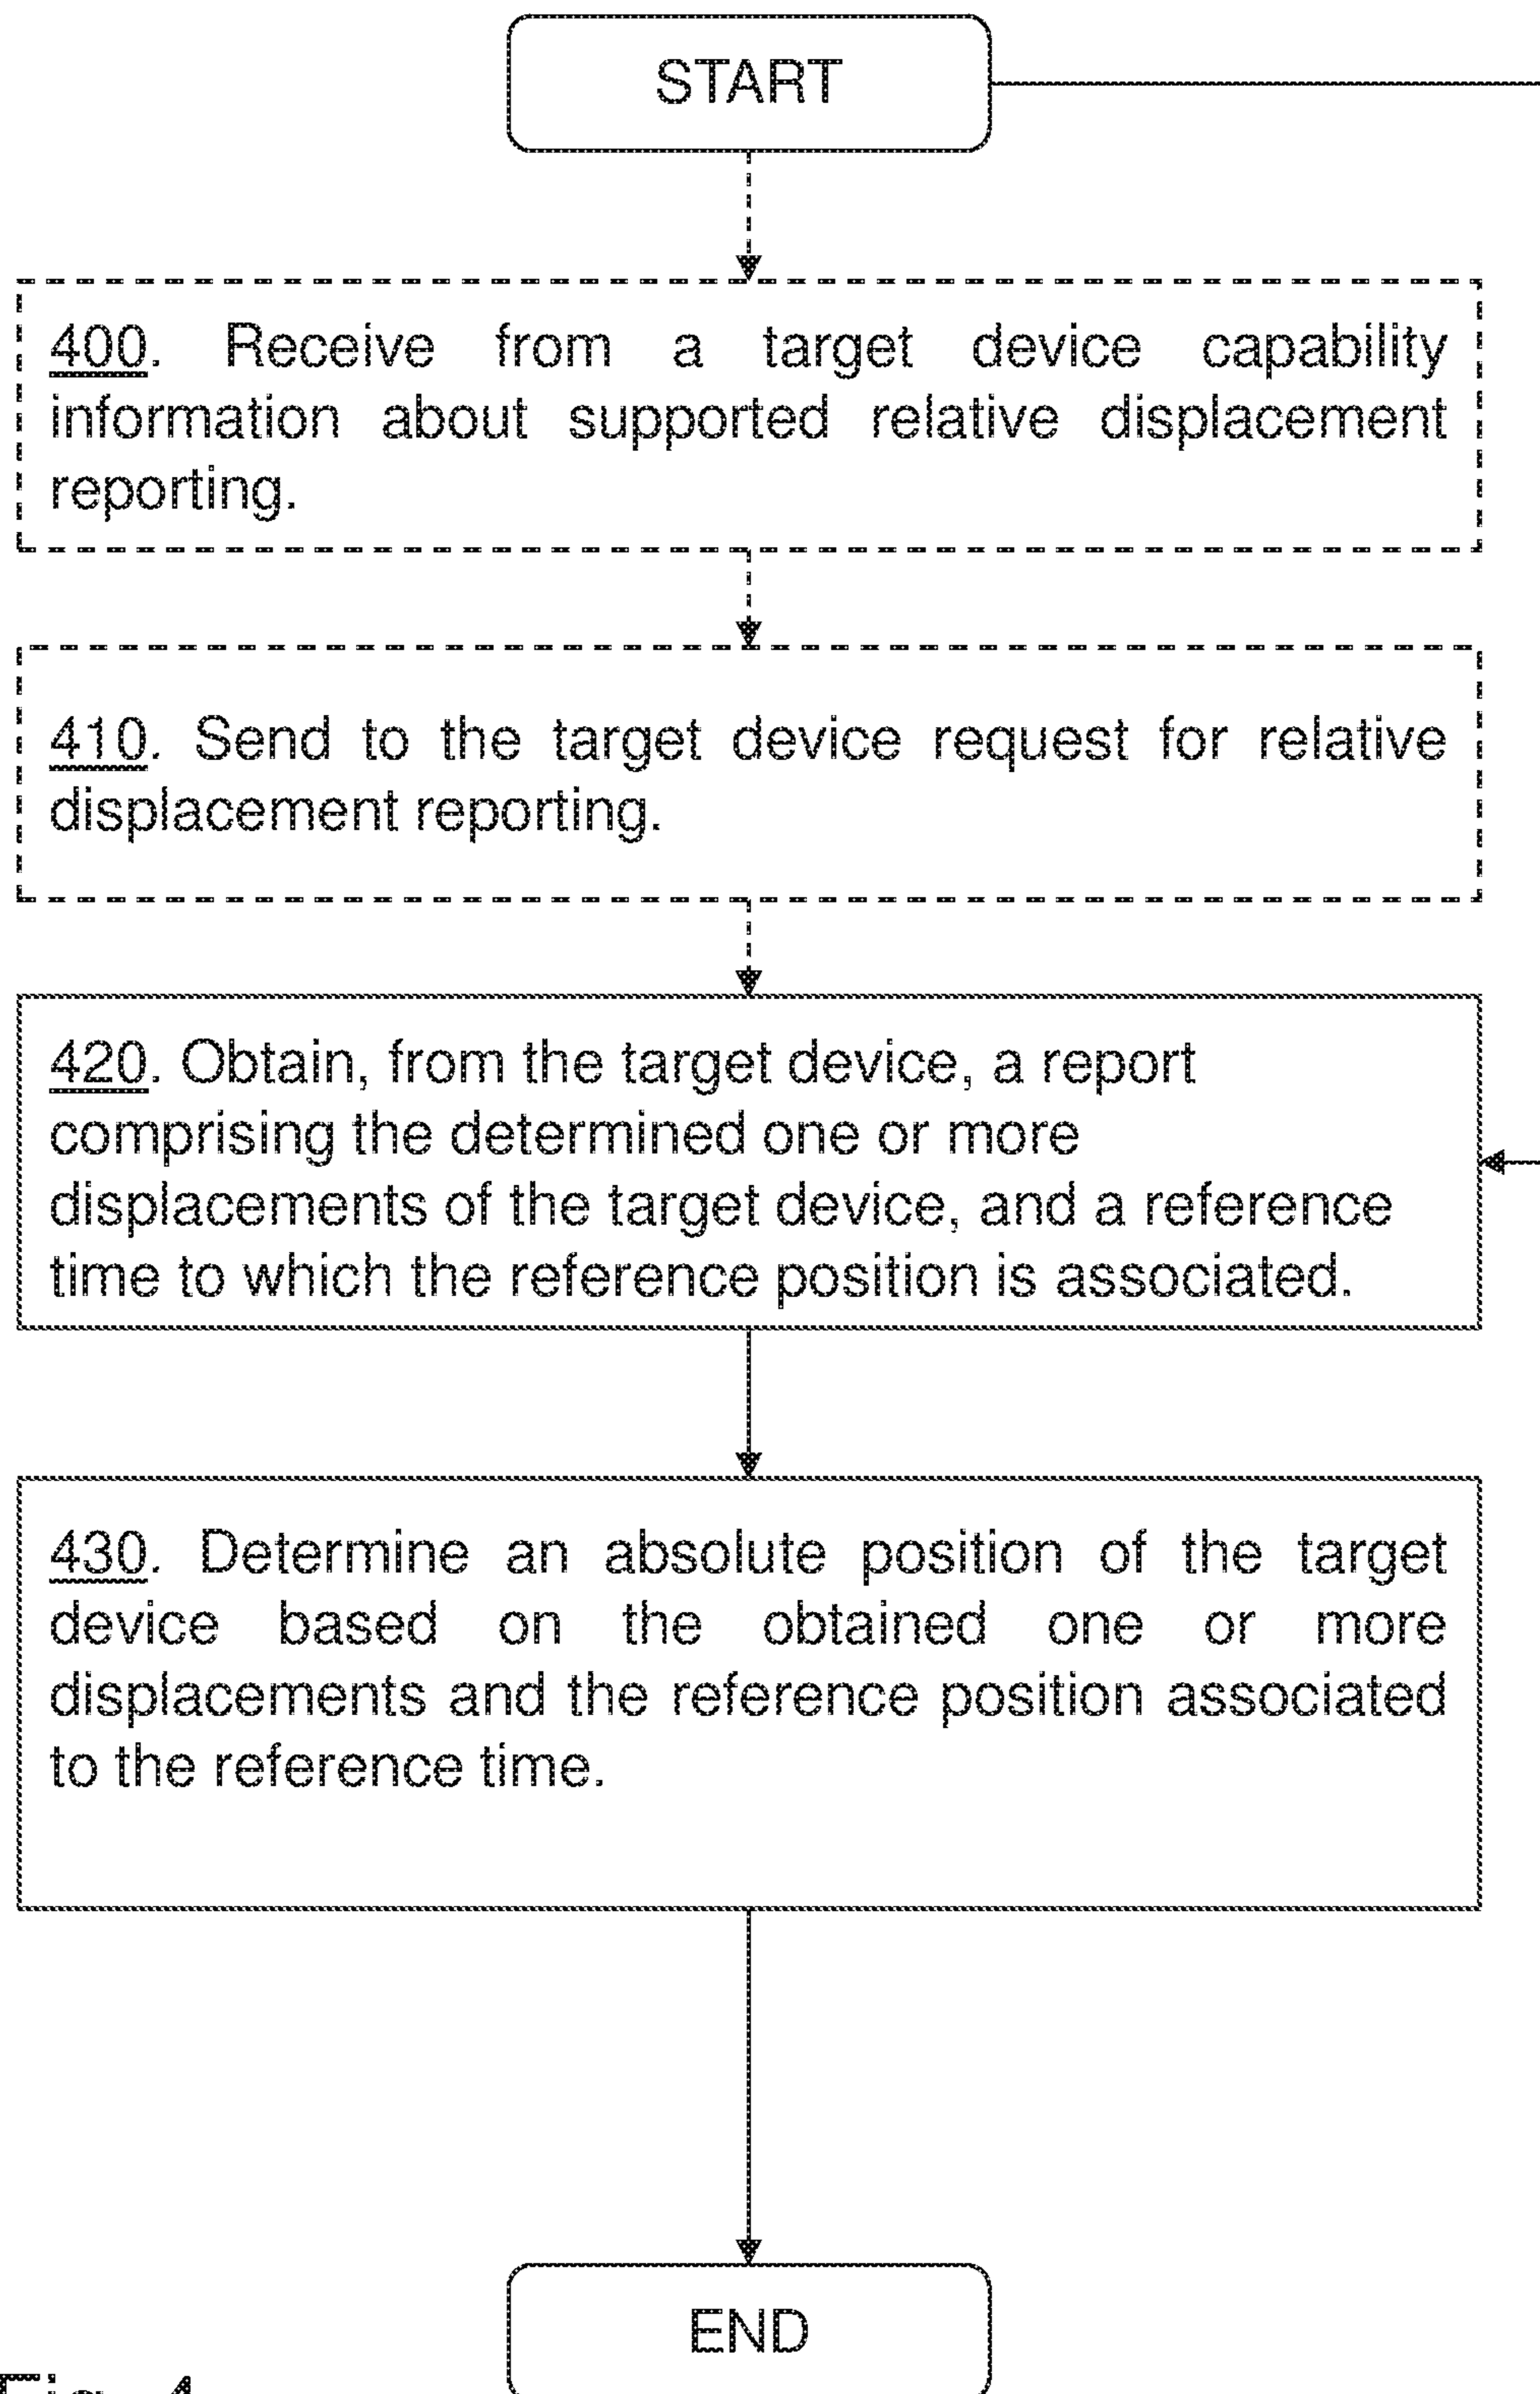 START
400. Receive from a target device capability
information about supported relative displacement
reporting.
410. Send to the target device request for relative
displacement reporting.
420. Obtain, from the target device, a report
comprising the determined one or more
displacements of the target device, and a reference
time to which the reference position is associated.
430. Determine an absolute position of the target
device based on the obtained one or more
displacements and the reference position associated
to the reference time.
END